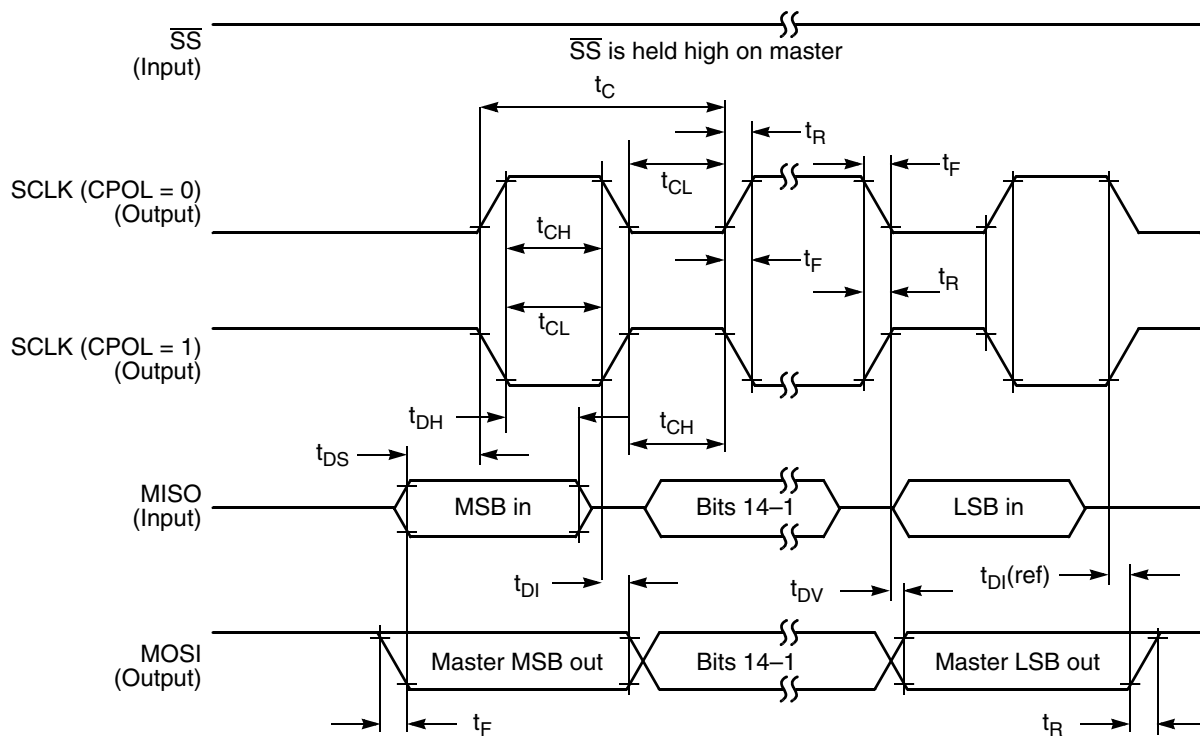 SS
(Input)
SS is held high on master
tC
tR
tF
SCLK (CPOL = 0)
(Output)
tCL
tCH
tF
tR
tCL
SCLK (CPOL = 1)
(Output)
tDH
tCH
tDS
MISO
(Input)
MSB in
Bits 14–1
LSB in
tDI
tDV
tDI(ref)
MOSI
(Output)
Master MSB out
Bits 14–1
Master LSB out
tF
tR